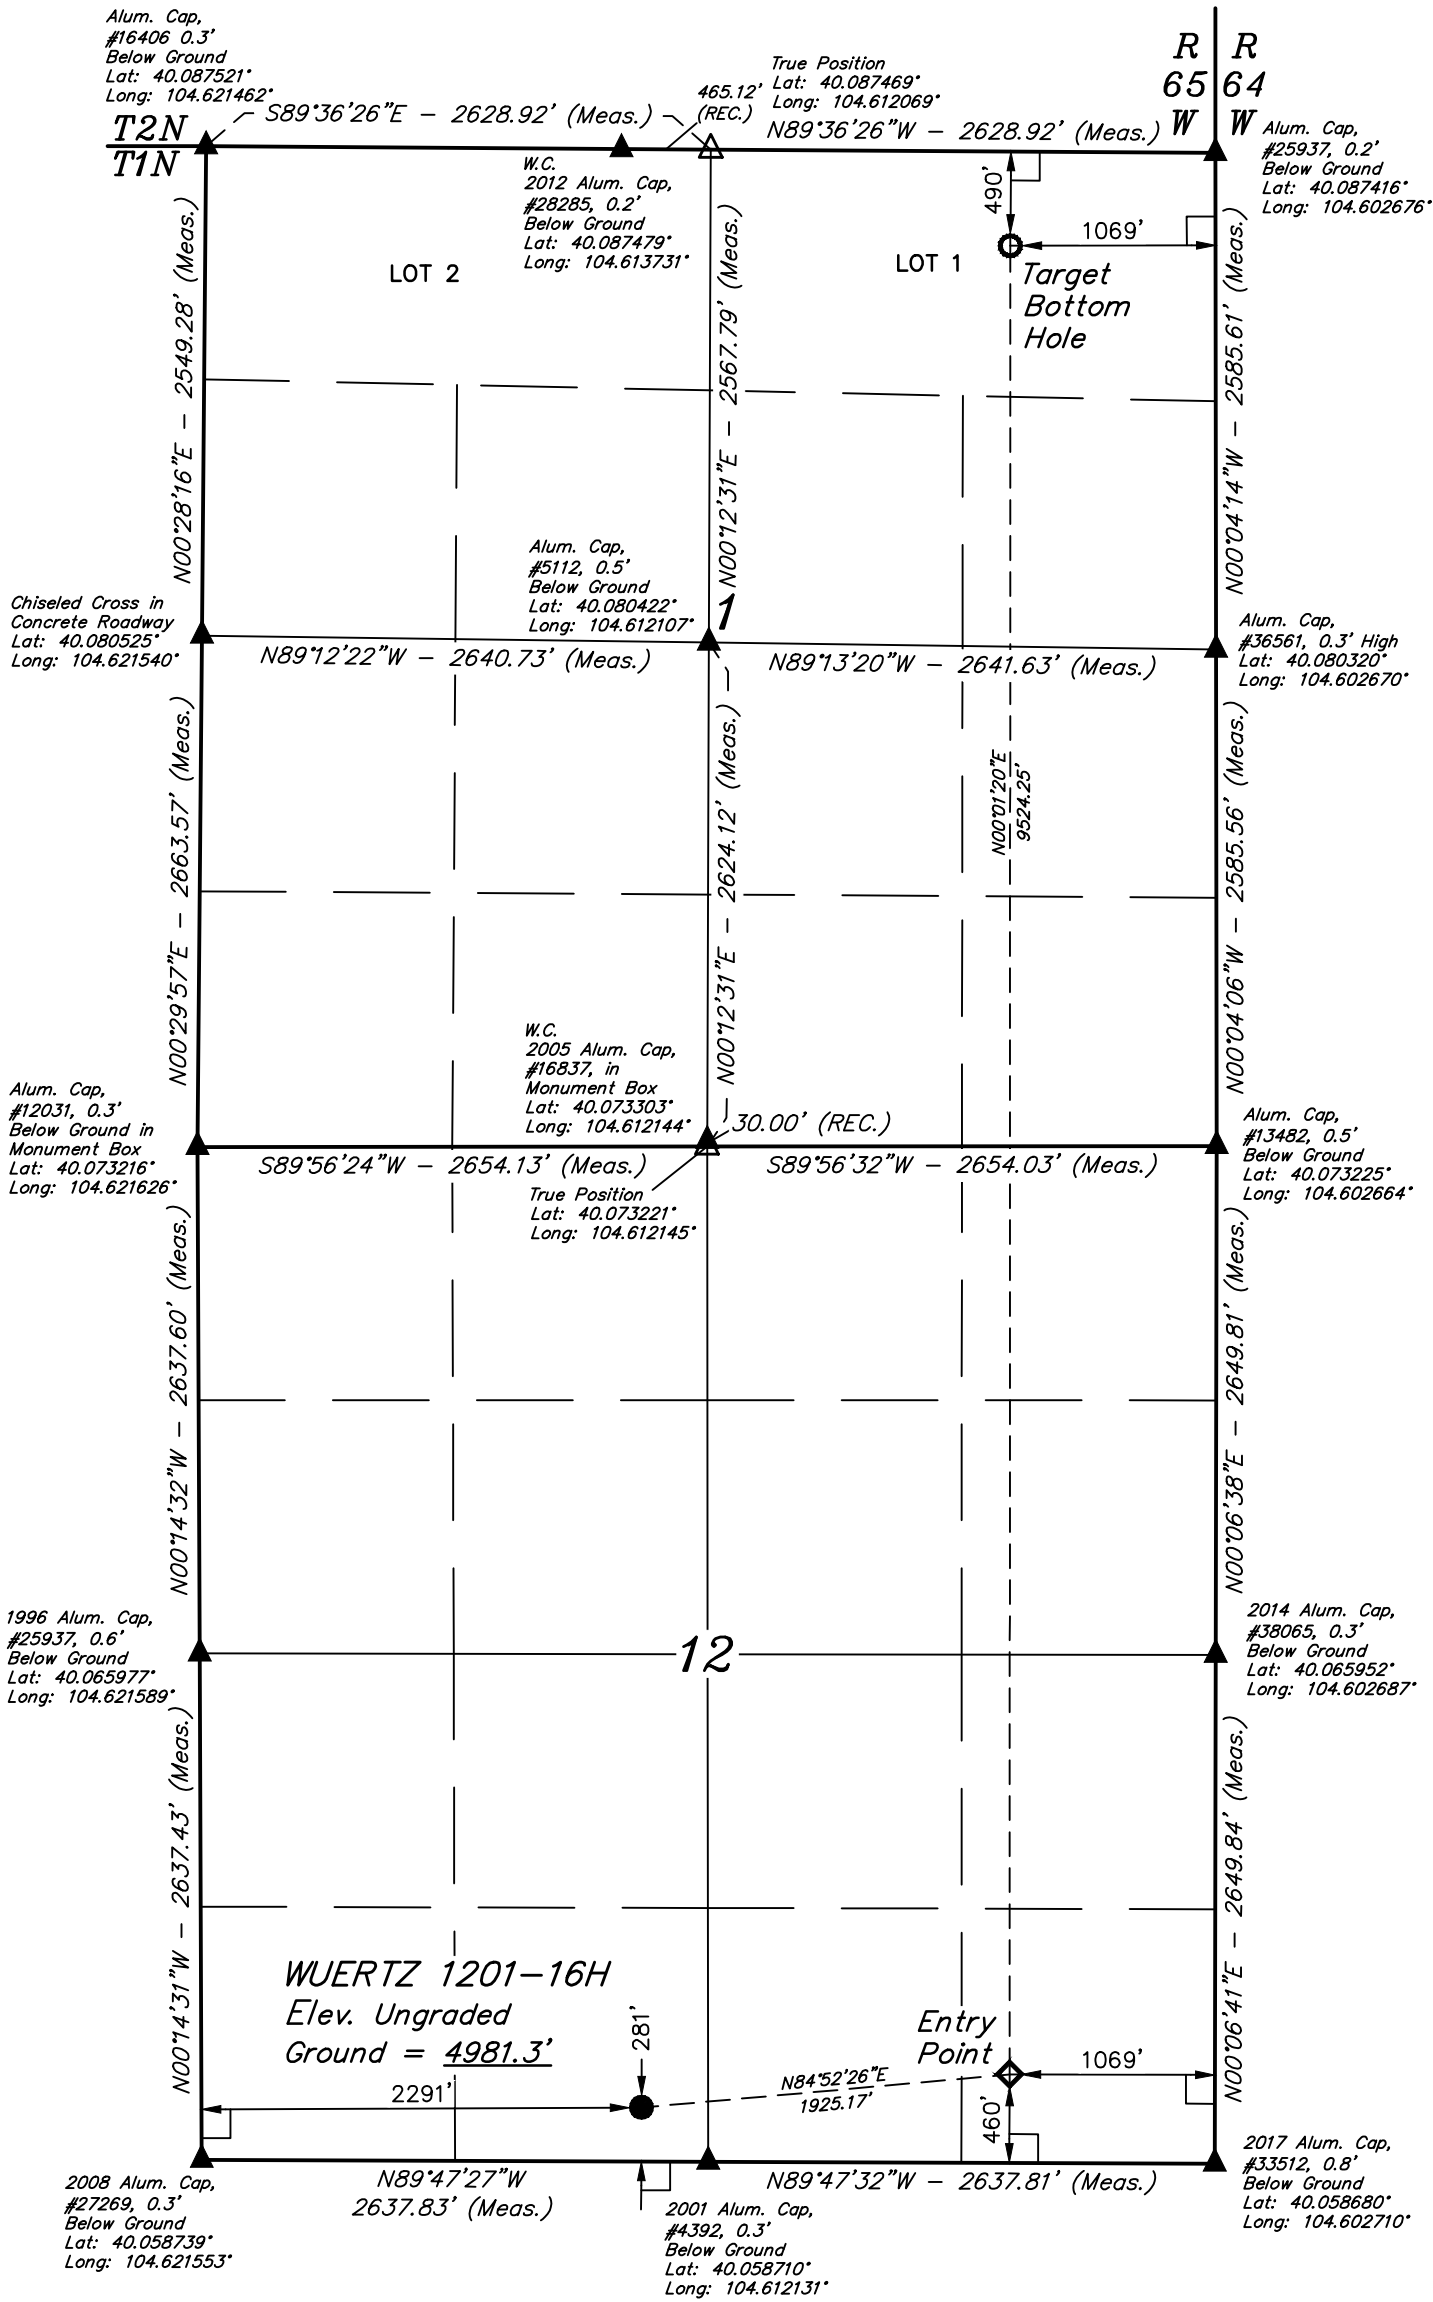 Alum. Cap,
#16406 0.3'
Below Ground
Lat: 40.087521°
Long: 104.621462°
T2N
T1N
S89°36'26"E - 2628.92' (Meas.)
465.12'
(REC.)
True Position
Lat: 40.087469°
Long: 104.612069°
N89°36'26"W - 2628.92' (Meas.)
R R
65 64
W W
Alum. Cap,
#25937, 0.2'
Below Ground
Lat: 40.087416°
Long: 104.602676°
W.C.
2012 Alum. Cap,
#28285, 0.2'
Below Ground
Lat: 40.087479°
Long: 104.613731°
490'
1069'
LOT 2
LOT 1
Target
Bottom
Hole
N00°28'16"E - 2549.28' (Meas.)
N00°12'31"E - 2567.79' (Meas.)
N00°04'14"W - 2585.61' (Meas.)
Alum. Cap,
#5112, 0.5'
Below Ground
Lat: 40.080422°
Long: 104.612107°
1
Chiseled Cross in
Concrete Roadway
Lat: 40.080525°
Long: 104.621540°
Alum. Cap,
#36561, 0.3' High
Lat: 40.080320°
Long: 104.602670°
N89°12'22"W - 2640.73' (Meas.)
N89°13'20"W - 2641.63' (Meas.)
N00°29'57"E - 2663.57' (Meas.)
N00°12'31"E - 2624.12' (Meas.)
N00°01'20"E
9524.25'
N00°04'06"W - 2585.56' (Meas.)
W.C.
2005 Alum. Cap,
#16837, in
Monument Box
Lat: 40.073303°
Long: 104.612144°
30.00' (REC.)
Alum. Cap,
#12031, 0.3'
Below Ground in
Monument Box
Lat: 40.073216°
Long: 104.621626°
Alum. Cap,
#13482, 0.5'
Below Ground
Lat: 40.073225°
Long: 104.602664°
S89°56'24"W - 2654.13' (Meas.)
S89°56'32"W - 2654.03' (Meas.)
True Position
Lat: 40.073221°
Long: 104.612145°
N00°14'32"W - 2637.60' (Meas.)
N00°06'38"E - 2649.81' (Meas.)
1996 Alum. Cap,
#25937, 0.6'
Below Ground
Lat: 40.065977°
Long: 104.621589°
12
2014 Alum. Cap,
#38065, 0.3'
Below Ground
Lat: 40.065952°
Long: 104.602687°
N00°14'31"W - 2637.43' (Meas.)
N00°06'41"E - 2649.84' (Meas.)
WUERTZ 1201-16H
Elev. Ungraded
Ground = 4981.3'
281'
Entry
Point
2291'
N84°52'26"E
1925.17'
1069'
460'
2008 Alum. Cap,
#27269, 0.3'
Below Ground
Lat: 40.058739°
Long: 104.621553°
N89°47'27"W
2637.83' (Meas.)
N89°47'32"W - 2637.81' (Meas.)
2001 Alum. Cap,
#4392, 0.3'
Below Ground
Lat: 40.058710°
Long: 104.612131°
2017 Alum. Cap,
#33512, 0.8'
Below Ground
Lat: 40.058680°
Long: 104.602710°